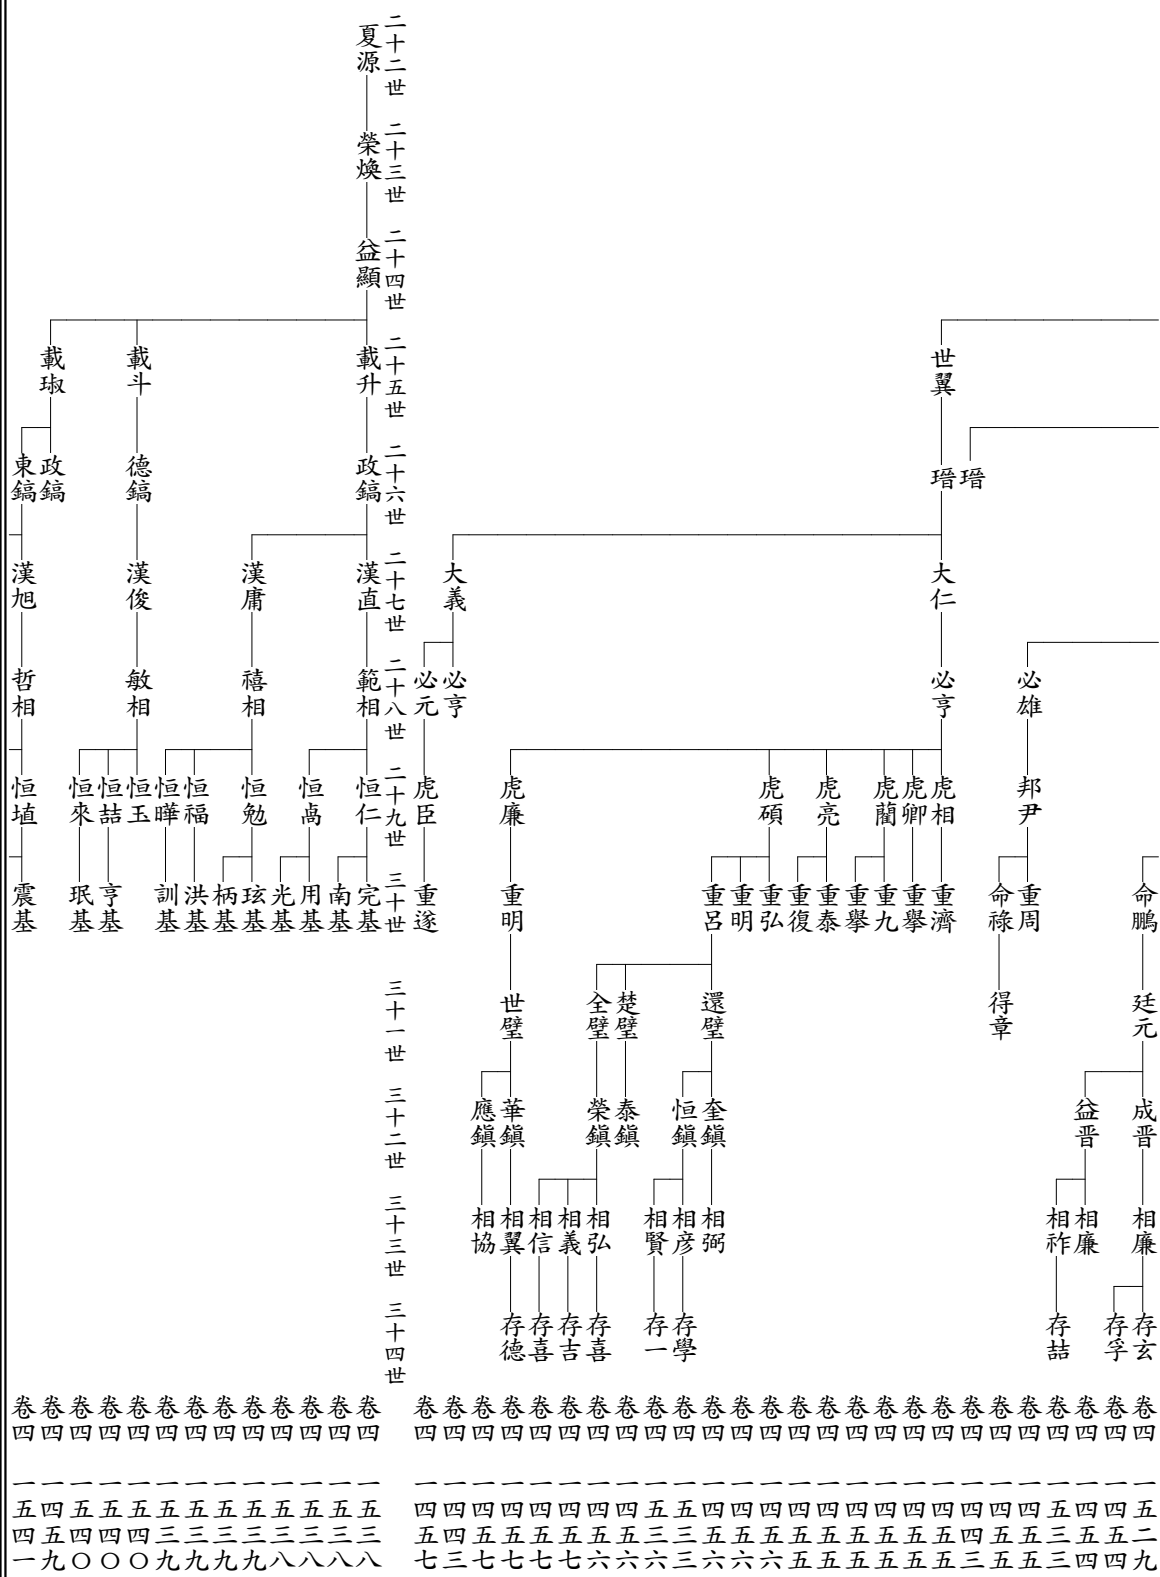 命鵬 廷元 成晋 相廉 存玄 卷四 一五二九
存孚 卷四 一四五四
益晋 相廉 卷四 一四五四
相祚 存喆 卷四 一五三三
必雄 邦尹 重周 卷四 一四五五
命祿 得章 卷四 一四五五
瑨 卷四 一四四三
世翼 瑨 大仁 必亨 虎相 重濟 卷四 一四五五
虎卿 重擧 卷四 一四五五
虎藺 重九 卷四 一四五五
重擧 卷四 一四五五
虎亮 重泰 卷四 一四五五
重復 卷四 一四五五
虎碩 重弘 卷四 一四五六
重明 卷四 一四五六
重呂 還璧 奎鎭 相弼 卷四 一四五六
恒鎭 相彦 存學 卷四 一五三三
相賢 存一 卷四 一五三六
楚璧 泰鎭 卷四 一四五六
全璧 榮鎭 相弘 存喜 卷四 一四五六
相義 存吉 卷四 一四五七
相信 存喜 卷四 一四五七
虎廉 重明 世璧 華鎭 相翼 存德 卷四 一四五七
應鎭 相協 卷四 一四五七
大義 必亨 卷四 一四四三
必元 虎臣 重遂 卷四 一四五七
二十二世 二十三世 二十四世 二十五世 二十六世 二十七世 二十八世 二十九世 三十世 三十一世 三十二世 三十三世 三十四世
夏源 榮煥 益顯 載升 政鎬 漢直 範相 恒仁 完基 卷四 一五三八
南基 卷四 一五三八
恒卨 用基 卷四 一五三八
光基 卷四 一五三八
漢庸 禧相 恒勉 玹基 卷四 一五三九
柄基 卷四 一五三九
恒福 洪基 卷四 一五三九
恒曄 訓基 卷四 一五三九
載斗 德鎬 漢俊 敏相 恒玉 卷四 一五四〇
恒喆 亨基 卷四 一五四〇
恒來 珉基 卷四 一五四〇
載琡 政鎬 卷四 一四五九
東鎬 漢旭 哲相 恒埴 震基 卷四 一五四一